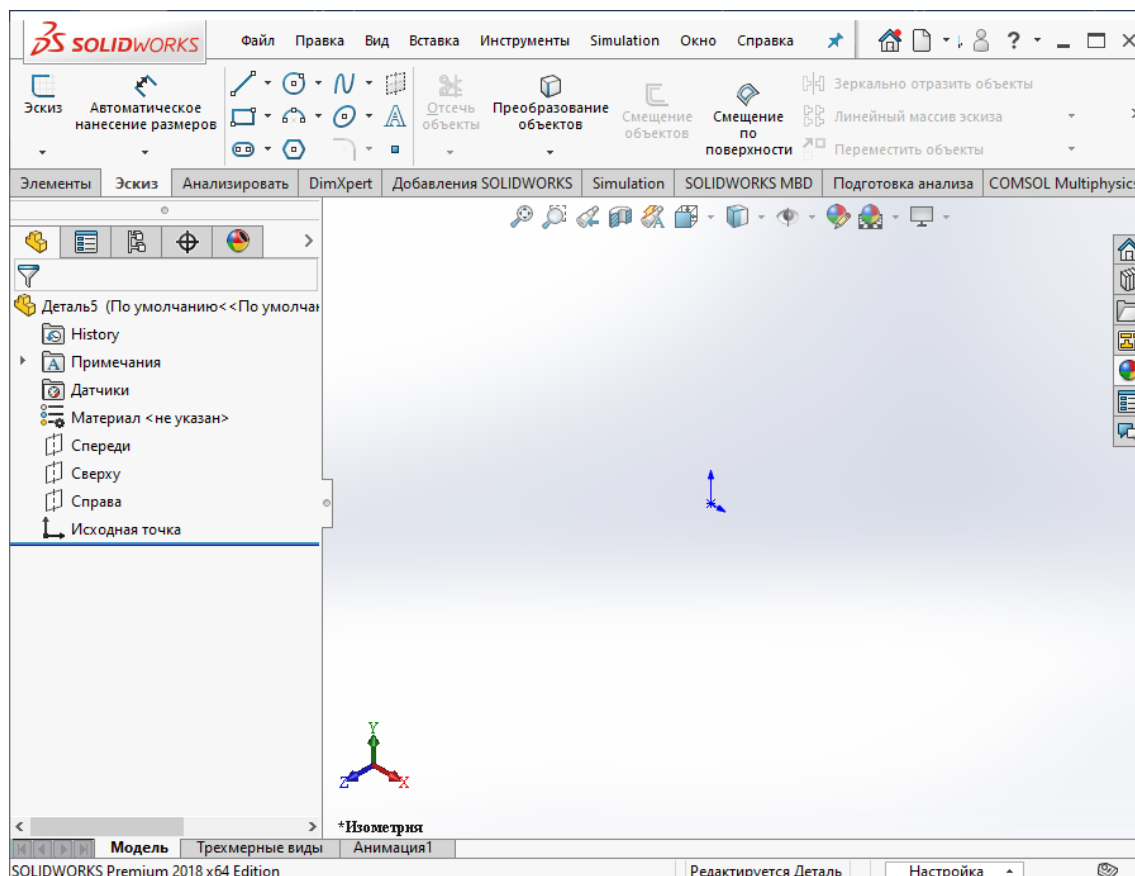 SOLIDWORKS Файл Правка Вид Вставка Инструменты Simulation Окно Справка ?
Эскиз Автоматическое нанесение размеров Отсечь объекты Преобразование объектов Смещение объектов Смещение по поверхности
Зеркально отразить объекты
Линейный массив эскиза
Переместить объекты
Элементы Эскиз Анализировать DimXpert Добавления SOLIDWORKS Simulation SOLIDWORKS MBD Подготовка анализа COMSOL Multiphysics
Деталь5 (По умолчанию<<По умолчан
History
Примечания
Датчики
Материал <не указан>
Спереди
Сверху
Справа
Исходная точка
Y
Z X
*Изометрия
Модель Трехмерные виды Анимация1
SOLIDWORKS Premium 2018 x64 Edition Редактируется Деталь Настройка